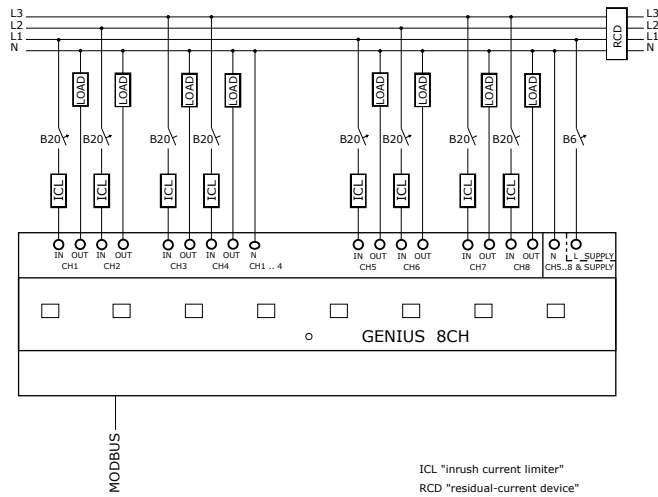 L3 L3
L2 L2
L1 L1
N N
RCD
LOAD LOAD LOAD LOAD LOAD LOAD LOAD LOAD
B20 B20 B20 B20 B20 B20 B20 B20 B6
ICL ICL ICL ICL ICL ICL ICL ICL
IN OUT IN OUT IN OUT IN OUT N IN OUT IN OUT IN OUT IN OUT N L SUPPLY
CH1 CH2 CH3 CH4 CH1 .. 4 CH5 CH6 CH7 CH8 CH5..8 & SUPPLY
GENIUS 8CH
MODBUS
ICL "inrush current limiter"
RCD "residual-current device"